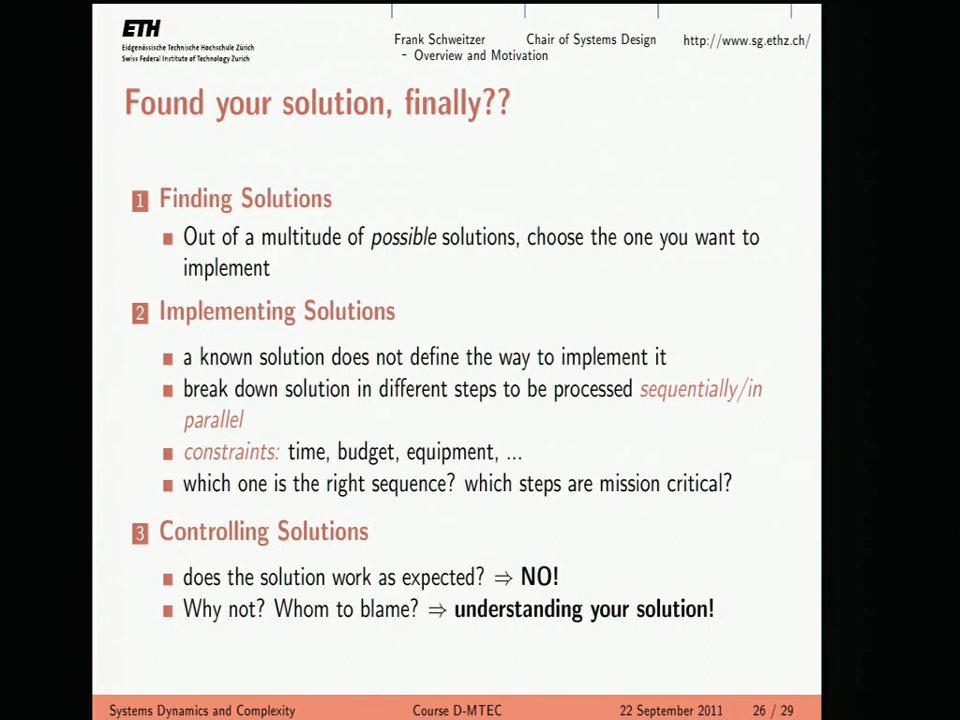 ETH
Eidgenössische Technische Hochschule Zürich
Swiss Federal Institute of Technology Zurich
Frank Schweitzer Chair of Systems Design http://www.sg.ethz.ch/
– Overview and Motivation
Found your solution, finally??
1 Finding Solutions
Out of a multitude of possible solutions, choose the one you want to
implement
2 Implementing Solutions
a known solution does not define the way to implement it
break down solution in different steps to be processed sequentially/in
parallel
constraints: time, budget, equipment, ...
which one is the right sequence? which steps are mission critical?
3 Controlling Solutions
does the solution work as expected? ⇒ NO!
Why not? Whom to blame? ⇒ understanding your solution!
Systems Dynamics and Complexity Course D-MTEC 22 September 2011 26 / 29